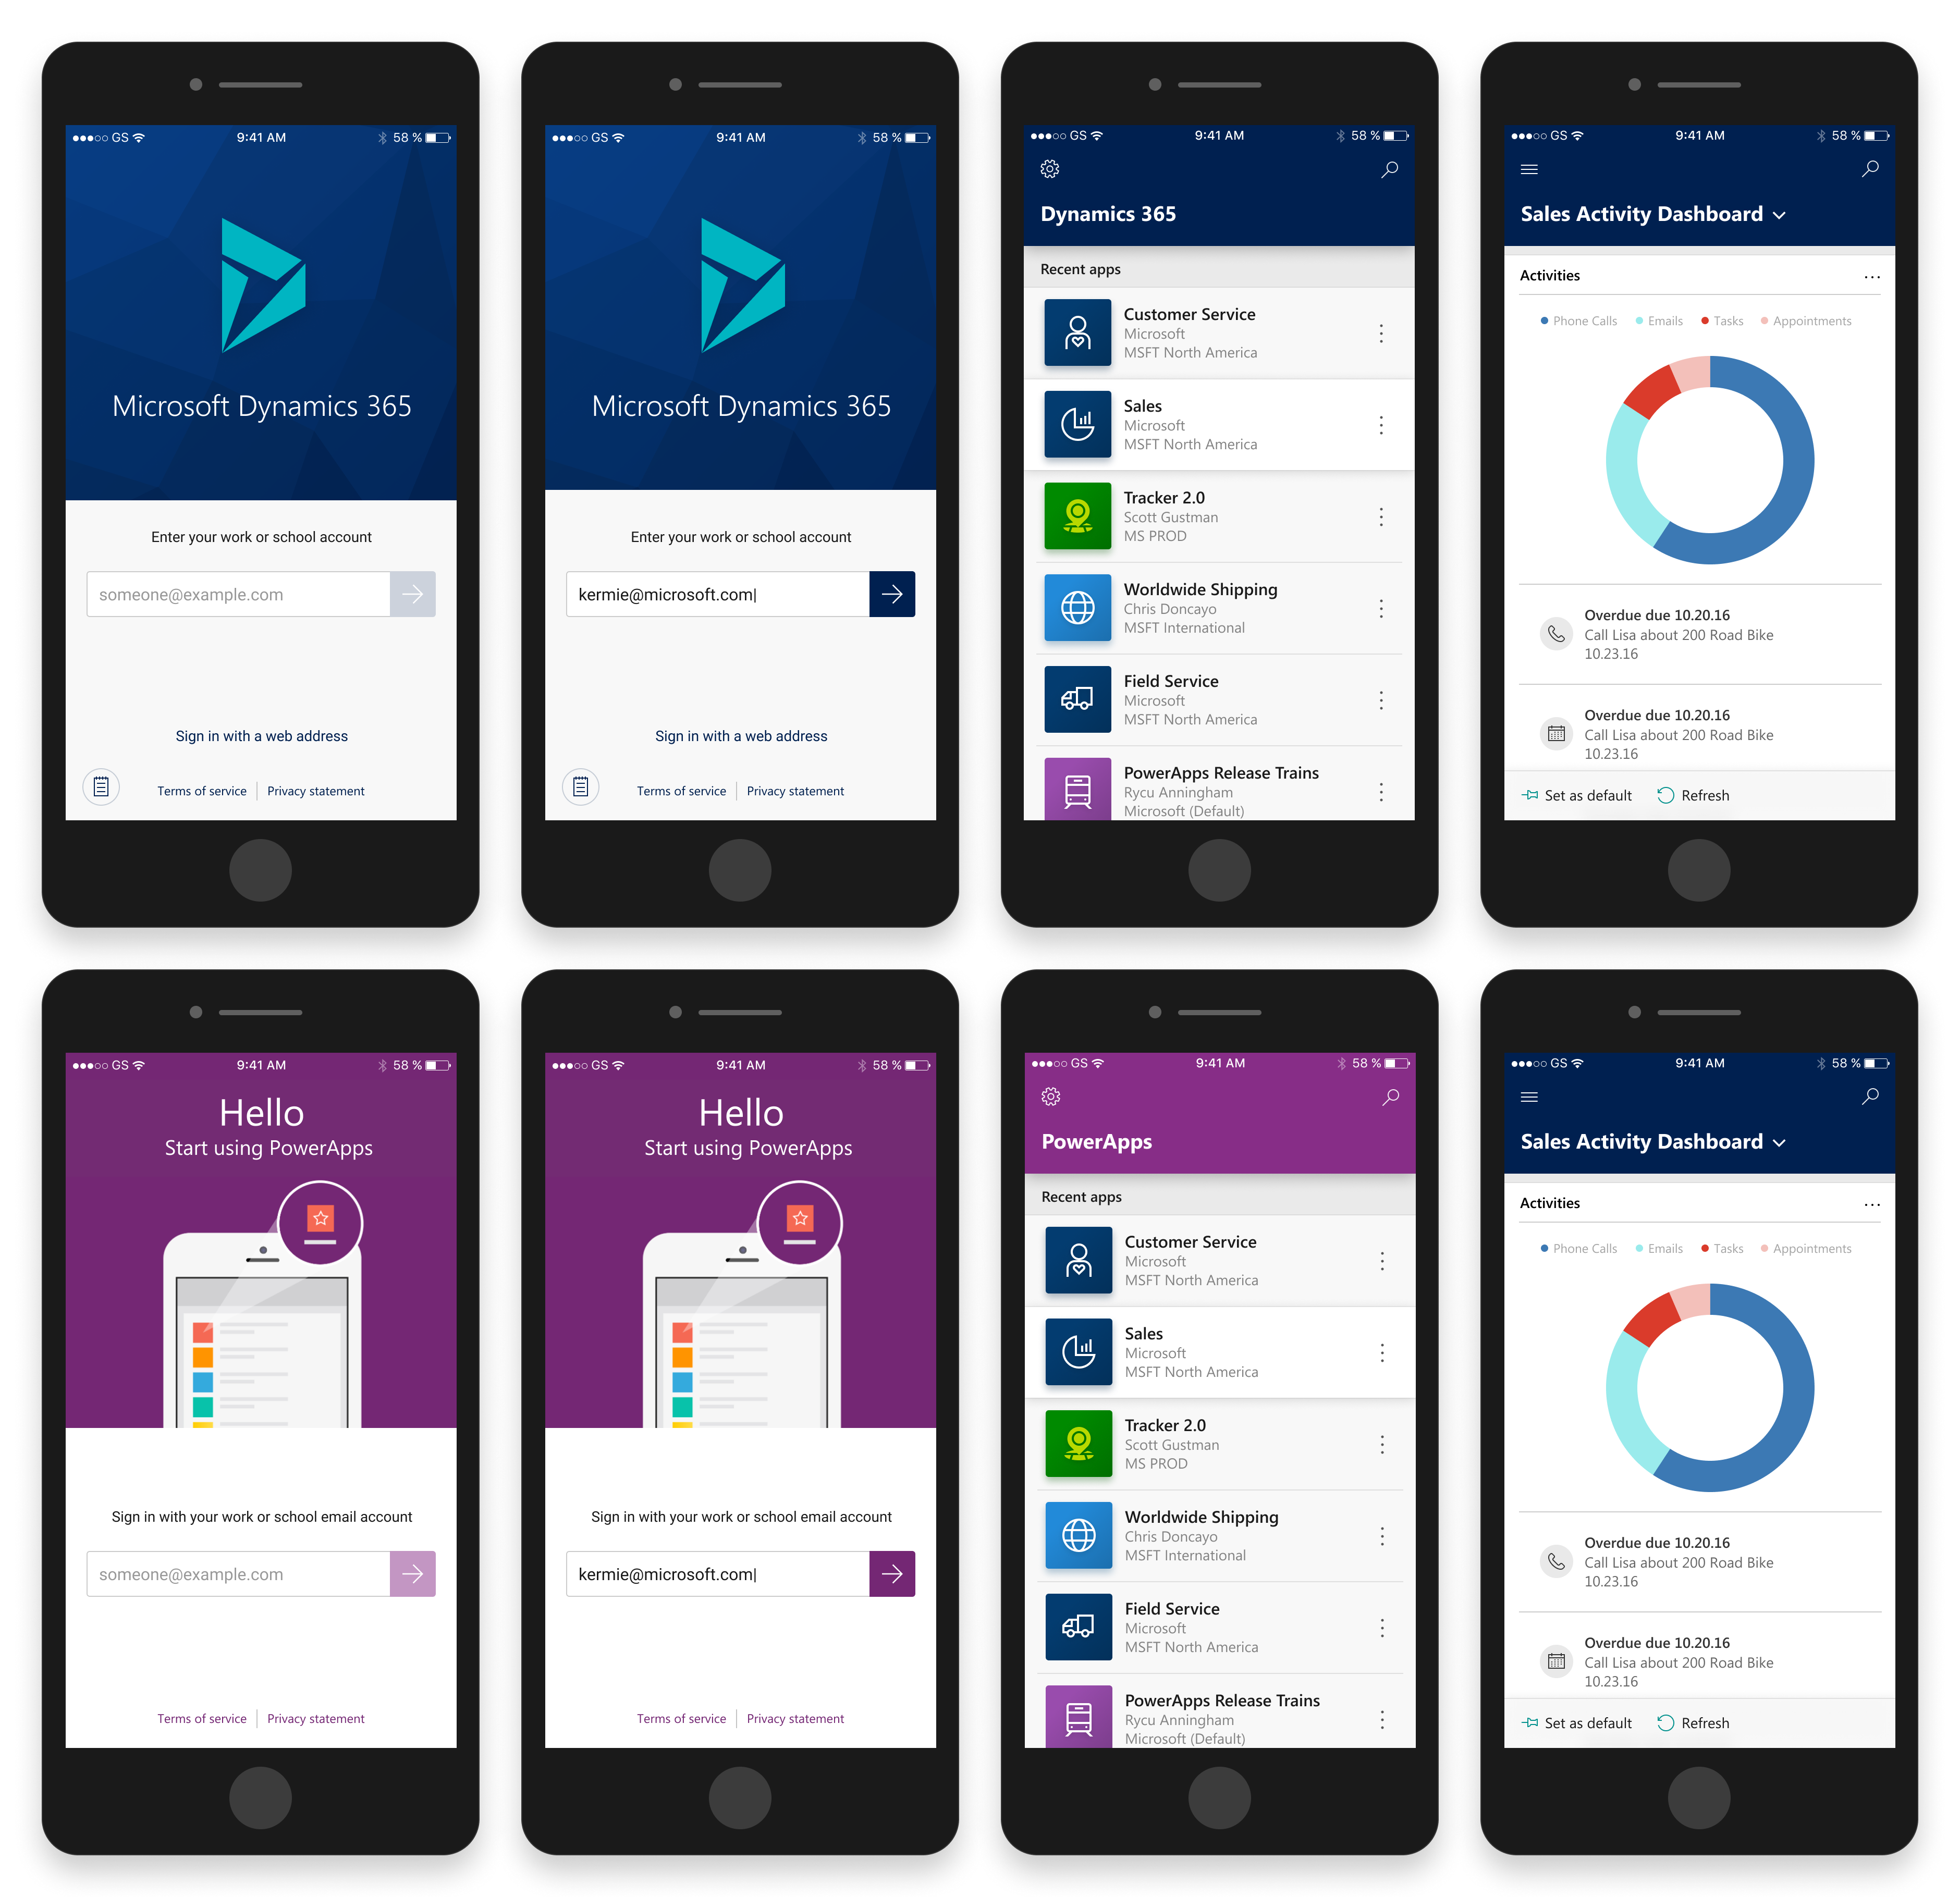 GS 9:41 AM 58 %
Microsoft Dynamics 365
Enter your work or school account
someone@example.com
Sign in with a web address
Terms of service | Privacy statement
GS 9:41 AM 58 %
Microsoft Dynamics 365
Enter your work or school account
kermie@microsoft.com|
Sign in with a web address
Terms of service | Privacy statement
GS 9:41 AM 58 %
Dynamics 365
Recent apps
Customer Service
Microsoft
MSFT North America
Sales
Microsoft
MSFT North America
Tracker 2.0
Scott Gustman
MS PROD
Worldwide Shipping
Chris Doncayo
MSFT International
Field Service
Microsoft
MSFT North America
PowerApps Release Trains
Rycu Anningham
Microsoft (Default)
GS 9:41 AM 58 %
Sales Activity Dashboard
Activities ...
Phone Calls Emails Tasks Appointments
Overdue due 10.20.16
Call Lisa about 200 Road Bike
10.23.16
Overdue due 10.20.16
Call Lisa about 200 Road Bike
10.23.16
Set as default Refresh
GS 9:41 AM 58 %
Hello
Start using PowerApps
Sign in with your work or school email account
someone@example.com
Terms of service | Privacy statement
GS 9:41 AM 58 %
Hello
Start using PowerApps
Sign in with your work or school email account
kermie@microsoft.com|
Terms of service | Privacy statement
GS 9:41 AM 58 %
PowerApps
Recent apps
Customer Service
Microsoft
MSFT North America
Sales
Microsoft
MSFT North America
Tracker 2.0
Scott Gustman
MS PROD
Worldwide Shipping
Chris Doncayo
MSFT International
Field Service
Microsoft
MSFT North America
PowerApps Release Trains
Rycu Anningham
Microsoft (Default)
GS 9:41 AM 58 %
Sales Activity Dashboard
Activities ...
Phone Calls Emails Tasks Appointments
Overdue due 10.20.16
Call Lisa about 200 Road Bike
10.23.16
Overdue due 10.20.16
Call Lisa about 200 Road Bike
10.23.16
Set as default Refresh